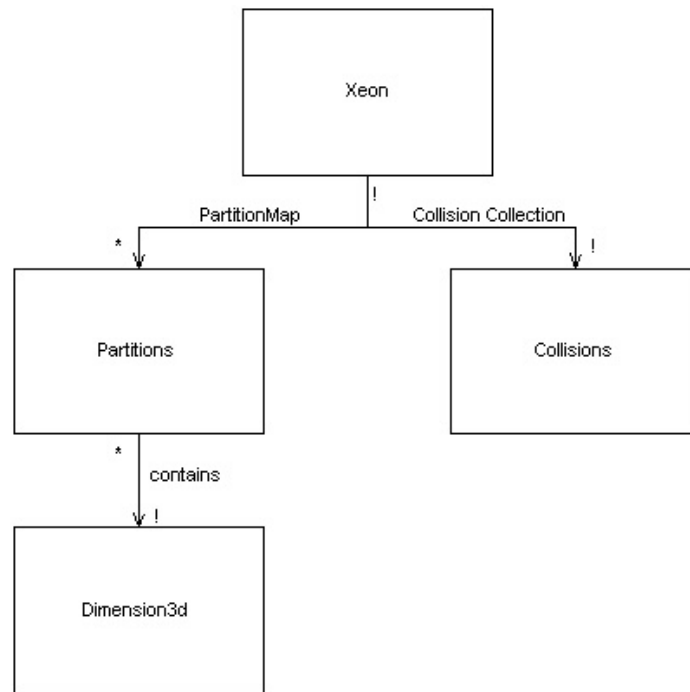 Xeon
!
PartitionMap
Collision Collection
*
!
Partitions
Collisions
*
contains
!
Dimension3d